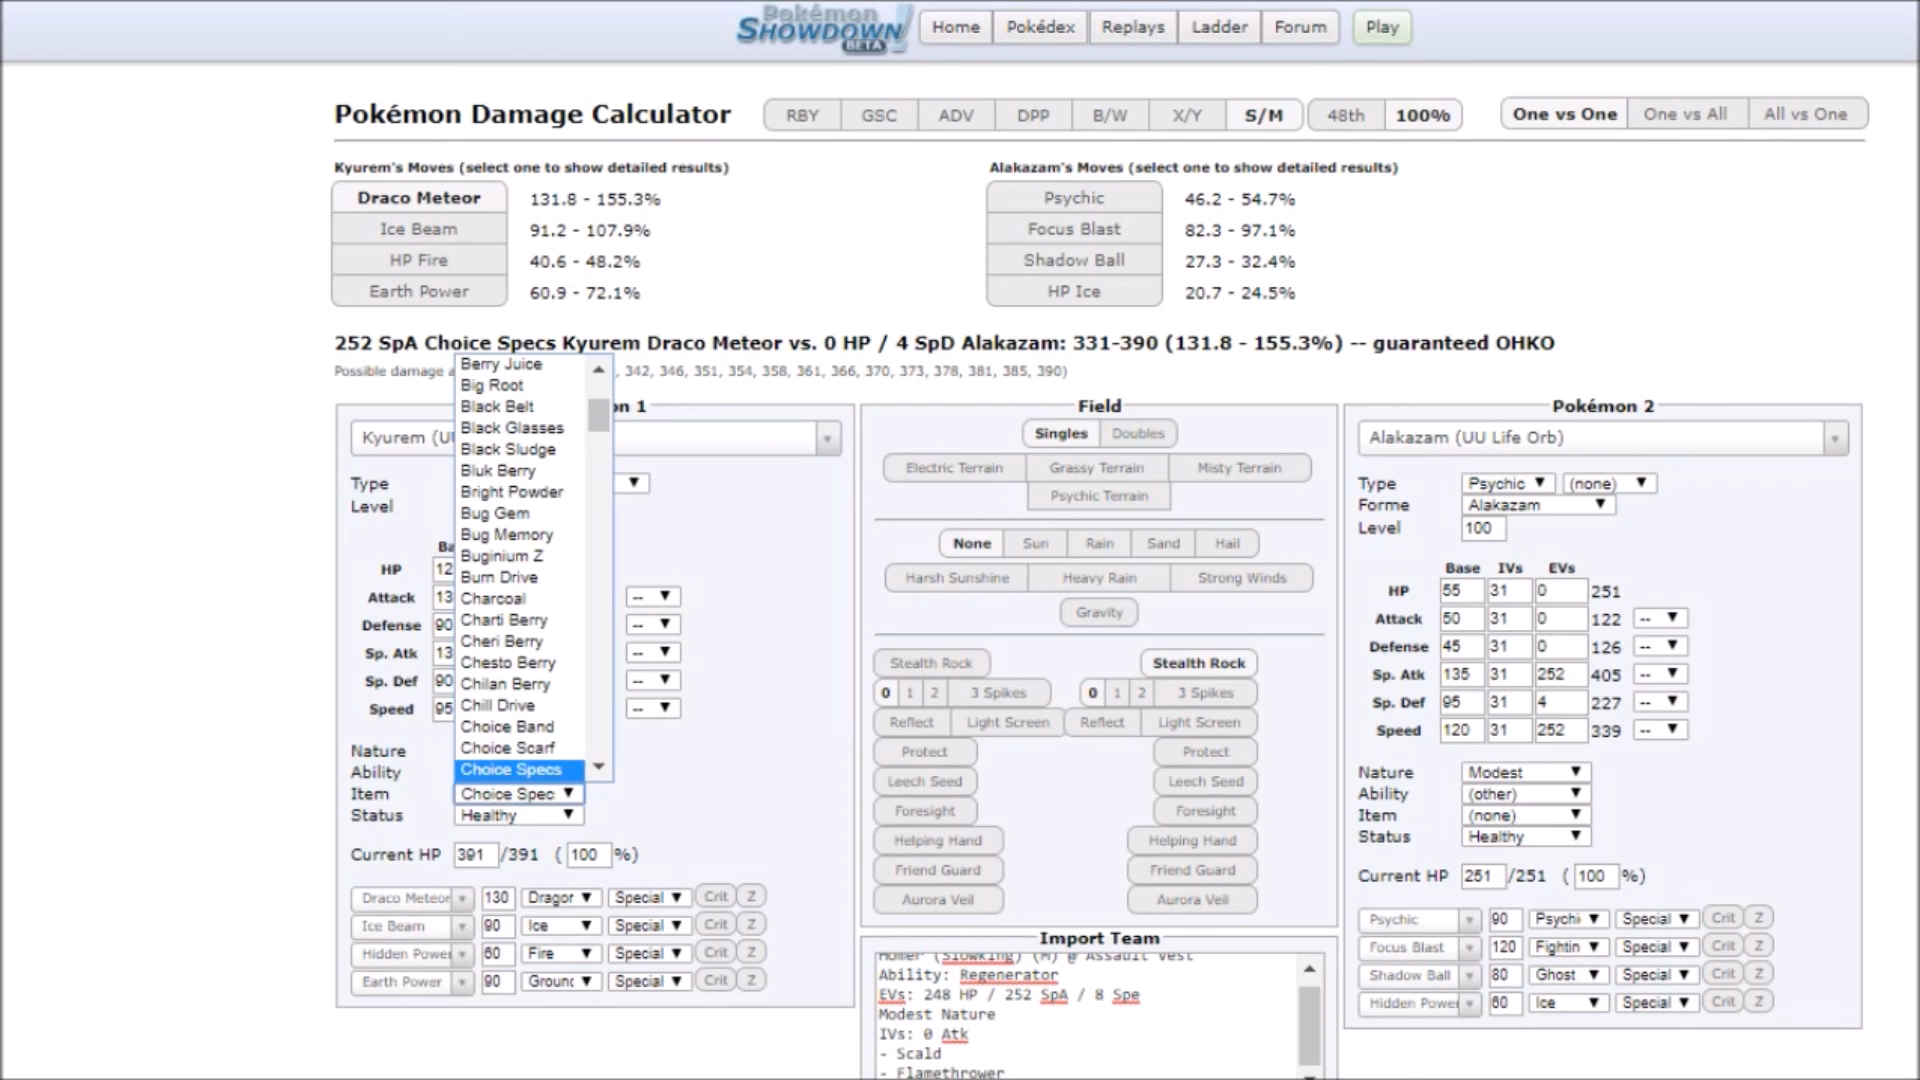 Pokémon SHOWDOWN! BETA
Home Pokédex Replays Ladder Forum Play
Pokémon Damage Calculator RBY GSC ADV DPP B/W X/Y S/M 48th 100% One vs One One vs All All vs One
Kyurem's Moves (select one to show detailed results)
Draco Meteor 131.8 - 155.3%
Ice Beam 91.2 - 107.9%
HP Fire 40.6 - 48.2%
Earth Power 60.9 - 72.1%
Alakazam's Moves (select one to show detailed results)
Psychic 46.2 - 54.7%
Focus Blast 82.3 - 97.1%
Shadow Ball 27.3 - 32.4%
HP Ice 20.7 - 24.5%
252 SpA Choice Specs Kyurem Draco Meteor vs. 0 HP / 4 SpD Alakazam: 331-390 (131.8 - 155.3%) -- guaranteed OHKO
Possible damage a , 342, 346, 351, 354, 358, 361, 366, 370, 373, 378, 381, 385, 390)
on 1
Kyurem (UU
Type
Level
Ba
HP 12
Attack 13 --
Defense 90 --
Sp. Atk 13 --
Sp. Def 90 --
Speed 95 --
Nature
Ability
Item Choice Spec
Status Healthy
Berry Juice
Big Root
Black Belt
Black Glasses
Black Sludge
Bluk Berry
Bright Powder
Bug Gem
Bug Memory
Buginium Z
Burn Drive
Charcoal
Charti Berry
Cheri Berry
Chesto Berry
Chilan Berry
Chill Drive
Choice Band
Choice Scarf
Choice Specs
Current HP 391 /391 ( 100 %)
Draco Meteor 130 Dragor Special Crit Z
Ice Beam 90 Ice Special Crit Z
Hidden Power 60 Fire Special Crit Z
Earth Power 90 Grounc Special Crit Z
Field
Singles Doubles
Electric Terrain Grassy Terrain Misty Terrain
Psychic Terrain
None Sun Rain Sand Hail
Harsh Sunshine Heavy Rain Strong Winds
Gravity
Stealth Rock Stealth Rock
0 1 2 3 Spikes 0 1 2 3 Spikes
Reflect Light Screen Reflect Light Screen
Protect Protect
Leech Seed Leech Seed
Foresight Foresight
Helping Hand Helping Hand
Friend Guard Friend Guard
Aurora Veil Aurora Veil
Import Team
Homer (Slowking) (M) @ Assault Vest
Ability: Regenerator
EVs: 248 HP / 252 SpA / 8 Spe
Modest Nature
IVs: 0 Atk
- Scald
- Flamethrower
Pokémon 2
Alakazam (UU Life Orb)
Type Psychic (none)
Forme Alakazam
Level 100
Base IVs EVs
HP 55 31 0 251
Attack 50 31 0 122 --
Defense 45 31 0 126 --
Sp. Atk 135 31 252 405 --
Sp. Def 95 31 4 227 --
Speed 120 31 252 339 --
Nature Modest
Ability (other)
Item (none)
Status Healthy
Current HP 251 /251 ( 100 %)
Psychic 90 Psychi Special Crit Z
Focus Blast 120 Fightin Special Crit Z
Shadow Ball 80 Ghost Special Crit Z
Hidden Power 60 Ice Special Crit Z